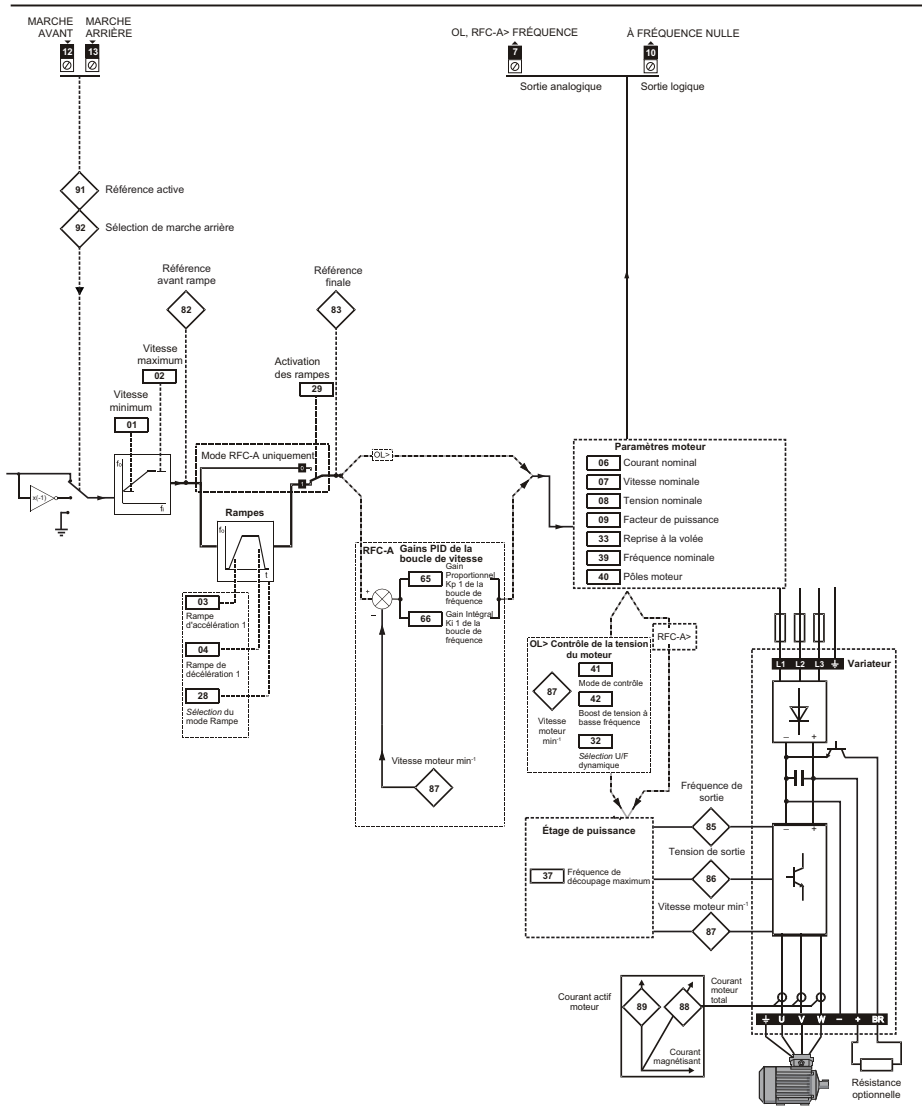 MARCHE AVANT
MARCHE ARRIÈRE
12
13
OL, RFC-A> FRÉQUENCE
7
À FRÉQUENCE NULLE
10
Sortie analogique
Sortie logique
91
Référence active
92
Sélection de marche arrière
Référence
avant rampe
82
Référence
finale
83
Vitesse
maximum
02
Vitesse
minimum
01
Activation
des rampes
29
Mode RFC-A uniquement
OL>
x(-1)
Rampes
t
03
Rampe
d'accélération 1
04
Rampe de
décélération 1
28
Sélection du
mode Rampe
RFC-A
Gains PID de la
boucle de vitesse
+
–
65
Gain
Proportionnel
Kp 1 de la
boucle de
fréquence
66
Gain Intégral
Ki 1 de la
boucle de
fréquence
Vitesse moteur min-1
87
Paramètres moteur
06 Courant nominal
07 Vitesse nominale
08 Tension nominale
09 Facteur de puissance
33 Reprise à la volée
39 Fréquence nominale
40 Pôles moteur
RFC-A>
OL> Contrôle de la tension
du moteur
41
Mode de contrôle
42
Boost de tension à
basse fréquence
32
Sélection U/F
dynamique
87
Vitesse
moteur
min-1
L1 L2 L3
Variateur
– +
Étage de puissance
37
Fréquence de
découpage maximum
Fréquence de
sortie
85
Tension de sortie
86
Vitesse moteur min-1
87
– +
Courant actif
moteur
89
88
Courant
moteur
total
Courant
magnétisant
U V W – + BR
Résistance
optionnelle